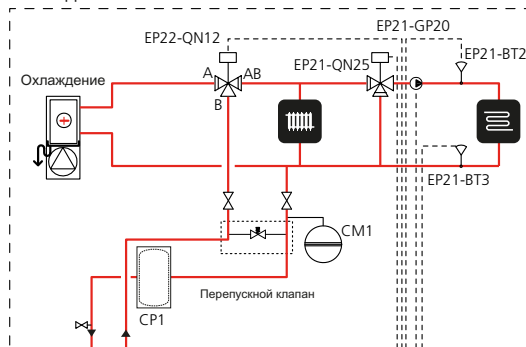 EP22-QN12
EP21-GP20
EP21-BT2
Охлаждение
A
AB
EP21-QN25
B
EP21-BT3
CM1
Перепускной клапан
CP1